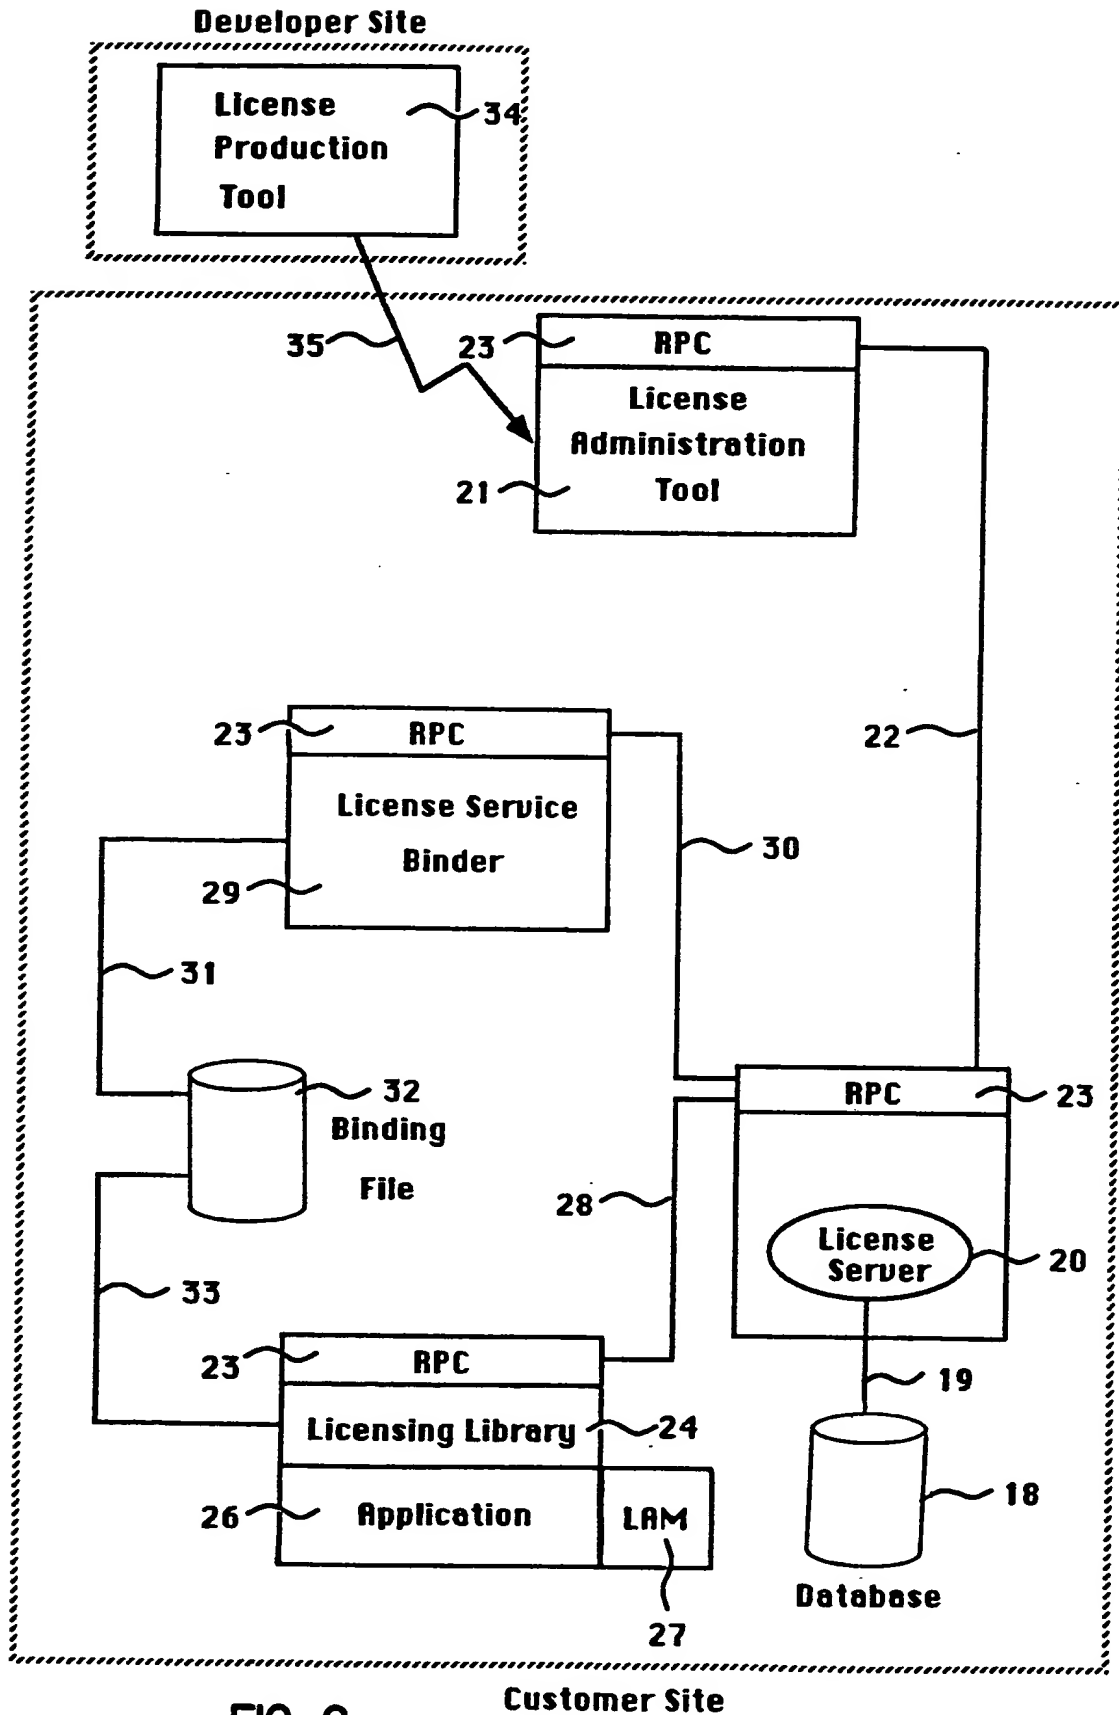 Developer Site
License
Production
Tool
34
35
23
RPC
License
Administration
Tool
21
22
23
RPC
License Service
Binder
29
30
31
32
Binding
File
33
28
RPC
23
License
Server
20
23
RPC
Licensing Library
24
26
Application
LAM
27
19
18
Database
Customer Site